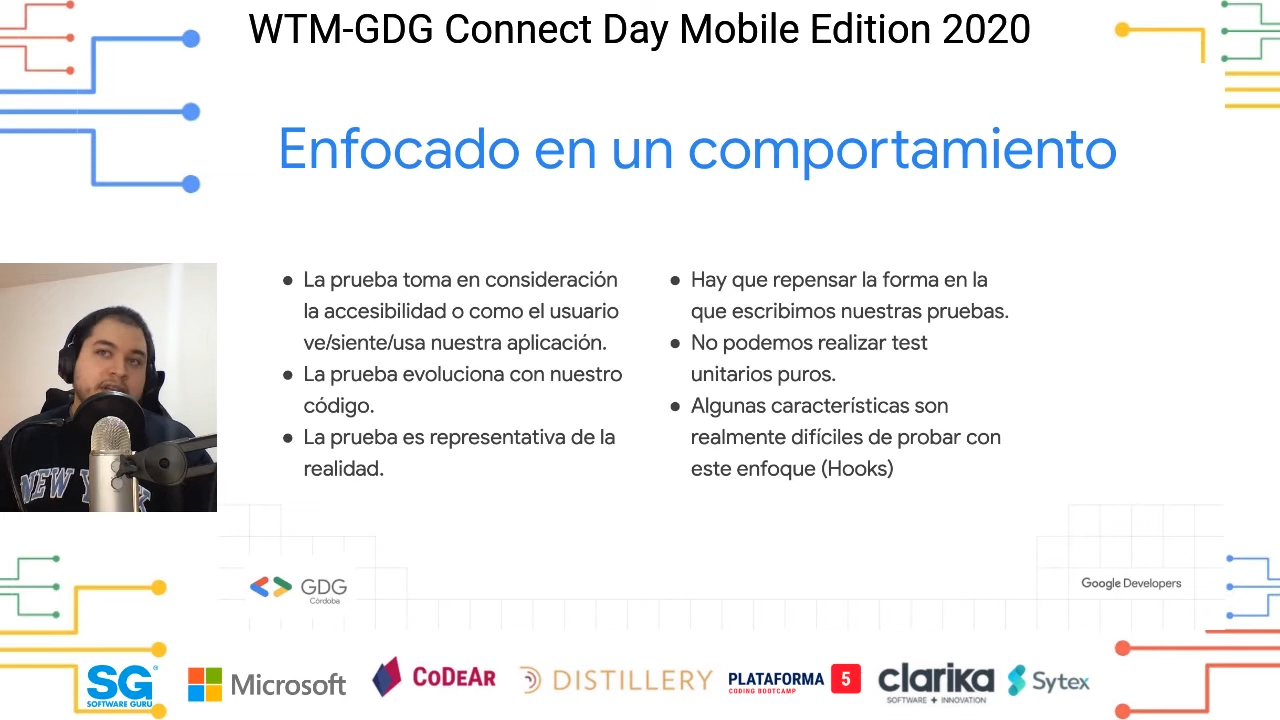 WTM-GDG Connect Day Mobile Edition 2020
Enfocado en un comportamiento
● La prueba toma en consideración
la accesibilidad o como el usuario
ve/siente/usa nuestra aplicación.
● La prueba evoluciona con nuestro
código.
● La prueba es representativa de la
realidad.
● Hay que repensar la forma en la
que escribimos nuestras pruebas.
● No podemos realizar test
unitarios puros.
● Algunas características son
realmente difíciles de probar con
este enfoque (Hooks)
NEW
GDG
Córdoba
Google Developers
SG
SOFTWARE GURU
Microsoft
CoDeAr
DISTILLERY
PLATAFORMA 5
CODING BOOTCAMP
clarika
SOFTWARE + INNOVATION
Sytex